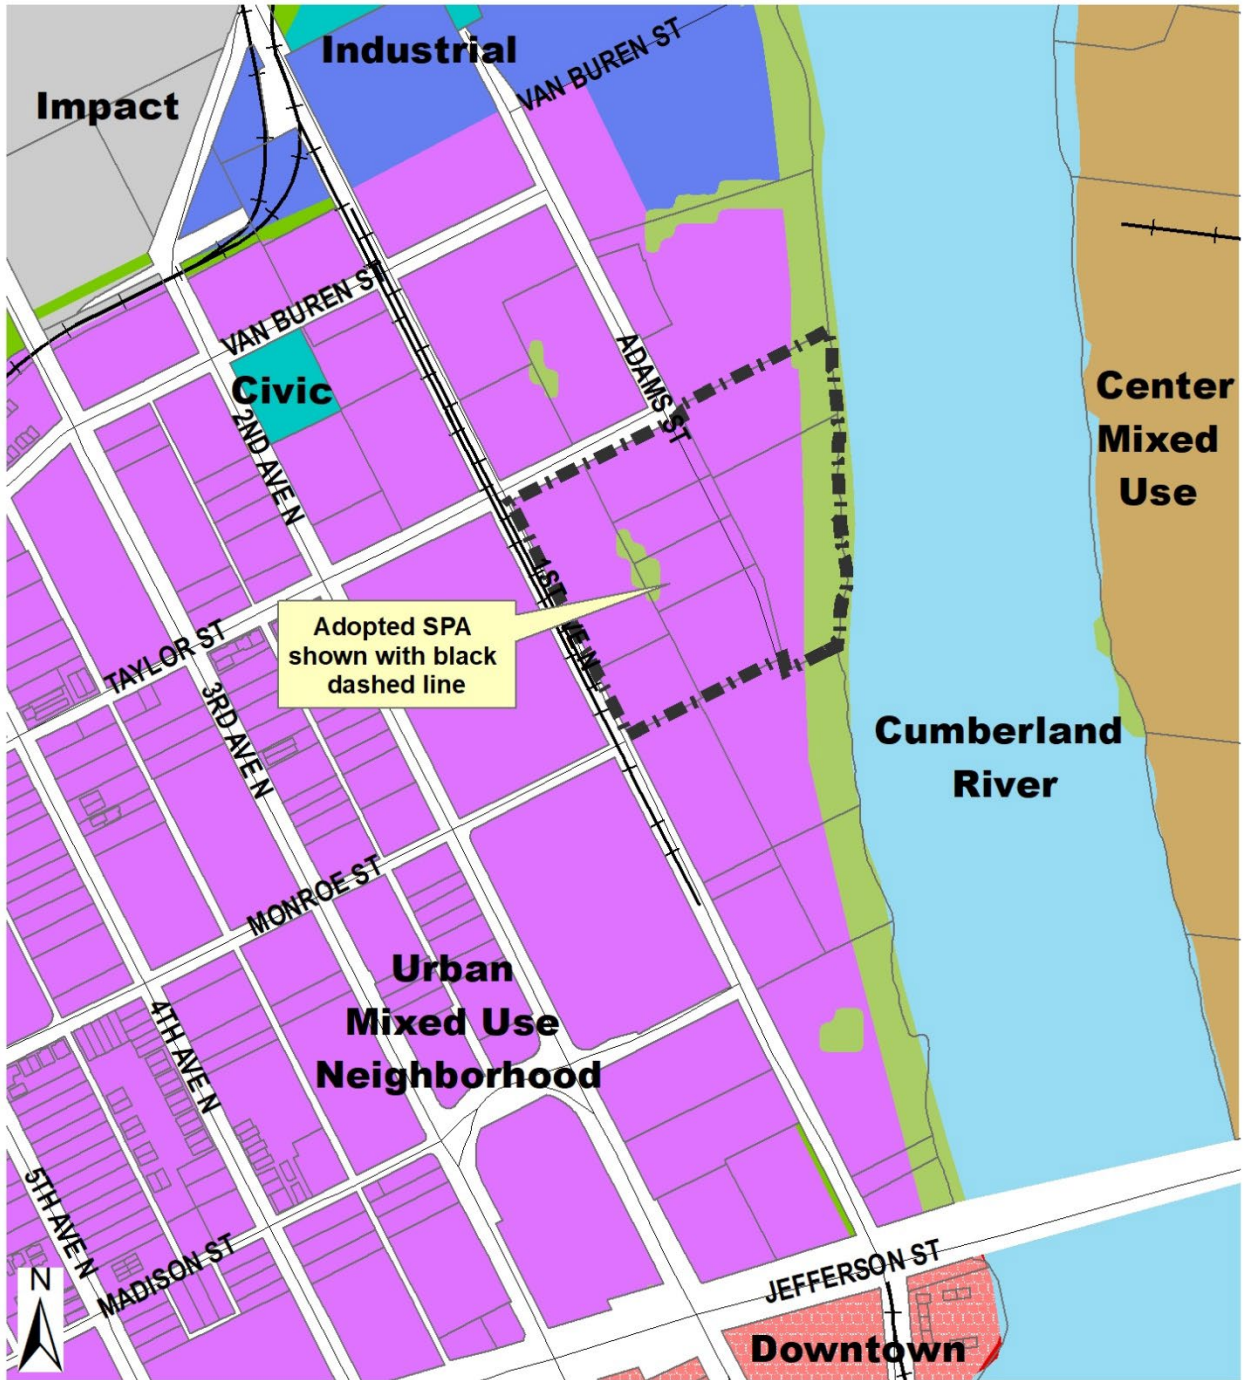 Industrial
VAN BUREN ST
Impact
VAN BUREN ST
Civic
2ND AVE N
ADAMS ST
Center
Mixed
Use
1ST AVE N
Adopted SPA
shown with black
dashed line
TAYLOR ST
3RD AVE N
Cumberland
River
MONROE ST
Urban
Mixed Use
Neighborhood
4TH AVE N
5TH AVE N
MADISON ST
N
JEFFERSON ST
Downtown